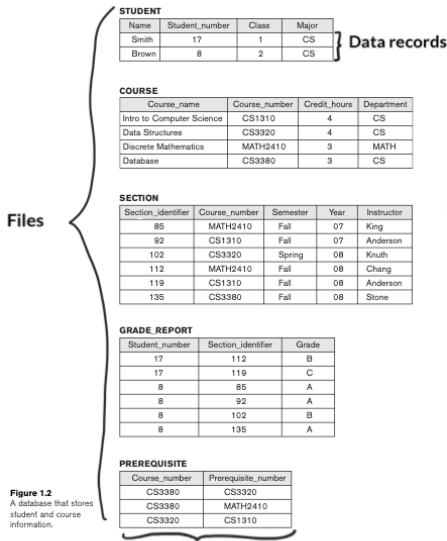 STUDENT
Name Student_number Class Major
Smith 17 1 CS
Brown 8 2 CS
Data records
COURSE
Course_name Course_number Credit_hours Department
Intro to Computer Science CS1310 4 CS
Data Structures CS3320 4 CS
Discrete Mathematics MATH2410 3 MATH
Database CS3380 3 CS
SECTION
Section_identifier Course_number Semester Year Instructor
85 MATH2410 Fall 07 King
92 CS1310 Fall 07 Anderson
102 CS3320 Spring 08 Knuth
112 MATH2410 Fall 08 Chang
119 CS1310 Fall 08 Anderson
135 CS3380 Fall 08 Stone
Files
GRADE_REPORT
Student_number Section_identifier Grade
17 112 B
17 119 C
8 85 A
8 92 A
8 102 B
8 135 A
PREREQUISITE
Course_number Prerequisite_number
CS3380 CS3320
CS3380 MATH2410
CS3320 CS1310
Figure 1.2
A database that stores
student and course
information.